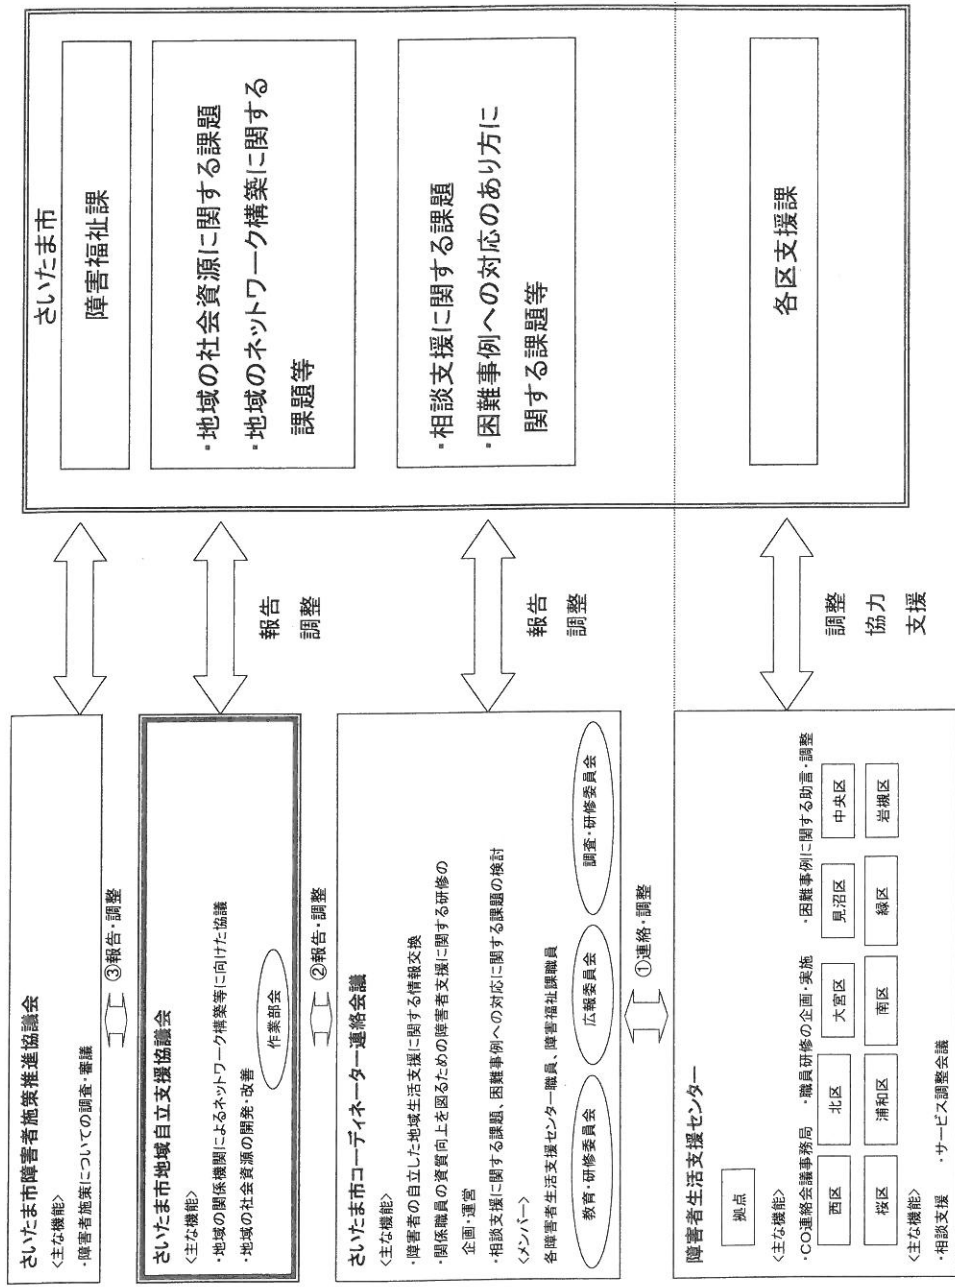 さいたま市障害者施策推進協議会
<主な機能>
・障害者施策についての調査・審議
③報告・調整
さいたま市地域自立支援協議会
<主な機能>
・地域の関係機関によるネットワーク構築等に向けた協議
・地域の社会資源の開発・改善
作業部会
②報告・調整
さいたま市コーディネーター連絡会議
<主な機能>
・障害者の自立した地域生活支援に関する情報交換
・関係職員の資質向上を図るための障害者支援に関する研修の
企画・運営
・相談支援に関する課題、困難事例への対応に関する課題の検討
<メンバー>
各障害者生活支援センター職員、障害福祉課職員
教育・研修委員会
広報委員会
調査・研修委員会
①連絡・調整
障害者生活支援センター
拠点
<主な機能>
・CO連絡会議事務局 ・職員研修の企画・実施 ・困難事例に関する助言・調整
西区 北区 大宮区 見沼区 中央区
桜区 浦和区 南区 緑区 岩槻区
<主な機能>
・相談支援 ・サービス調整会議
報告
調整
報告
調整
調整
協力
支援
さいたま市
障害福祉課
・地域の社会資源に関する課題
・地域のネットワーク構築に関する
課題等
・相談支援に関する課題
・困難事例への対応のあり方に
関する課題等
各区支援課